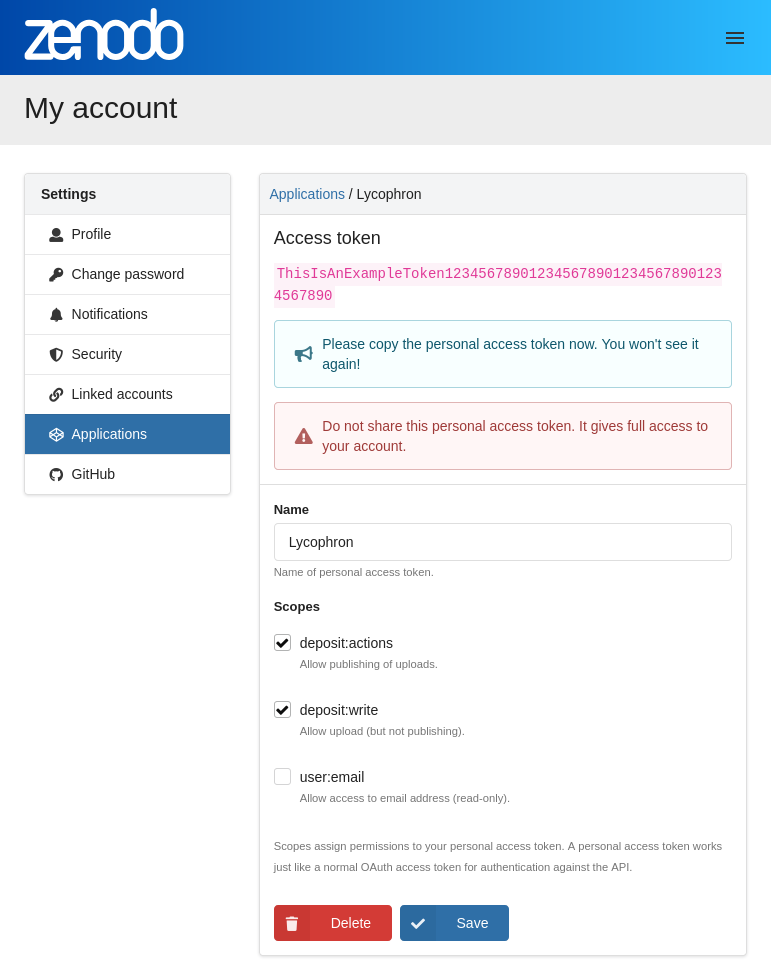 zenodo
My account
Settings
Profile
Change password
Notifications
Security
Linked accounts
Applications
GitHub
Applications / Lycophron
Access token
ThisIsAnExampleToken123456789012345678901234567890123
4567890
Please copy the personal access token now. You won't see it
again!
Do not share this personal access token. It gives full access to
your account.
Name
Lycophron
Name of personal access token.
Scopes
deposit:actions
Allow publishing of uploads.
deposit:write
Allow upload (but not publishing).
user:email
Allow access to email address (read-only).
Scopes assign permissions to your personal access token. A personal access token works
just like a normal OAuth access token for authentication against the API.
Delete
Save